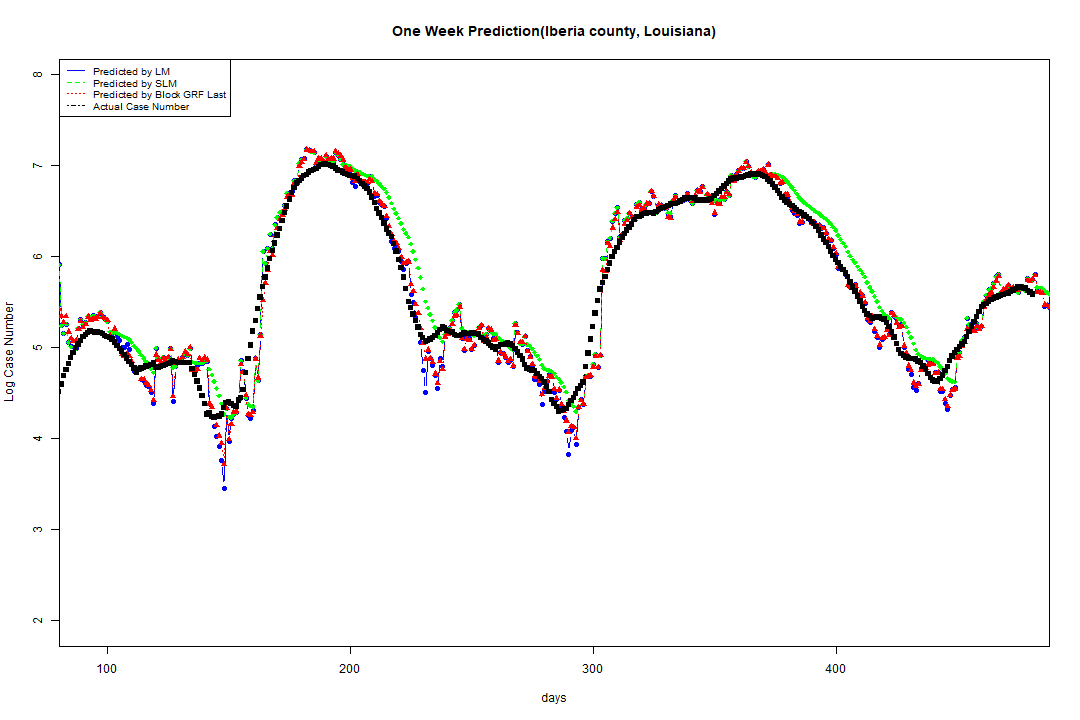 One Week Prediction(Iberia county, Louisiana)
Predicted by LM
Predicted by SLM
Predicted by Block GRF Last
Actual Case Number
8
7
6
5
4
3
2
Log Case Number
100 200 300 400
days